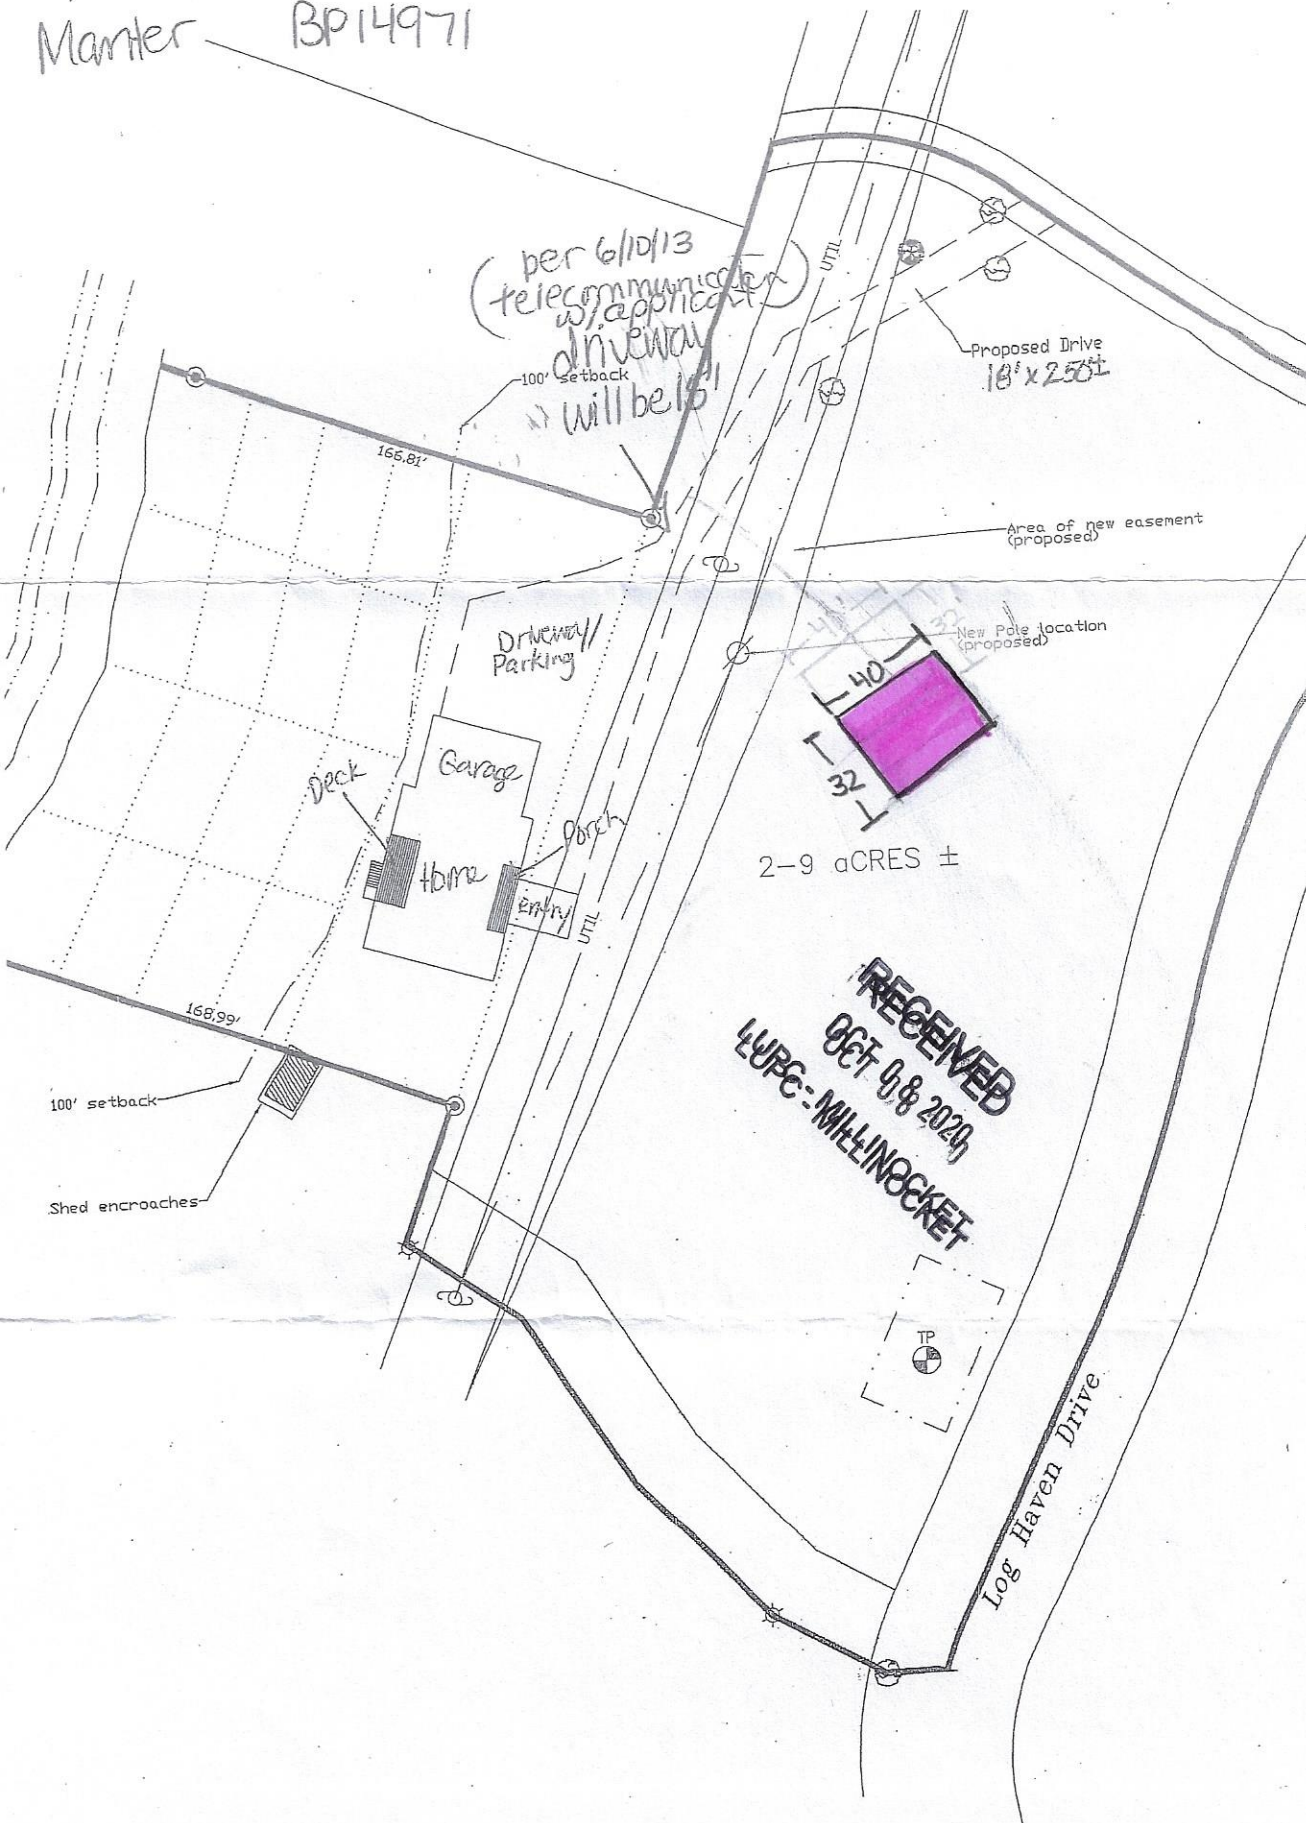 Manter BP14971
(per 6/10/13
telecommunication
w/applicant)
driveway
will be 18'
UTIL
Proposed Drive
18' x 250'±
100' setback
166.81'
Area of new easement
(proposed)
32'
New Pole location
(proposed)
Driveway/
Parking
40
32
Garage
Deck
Porch
Home
entry
UTIL
2-9 aCRES ±
RECEIVED
OCT 08 2020
LUPC - MILLINOCKET
168.99'
100' setback
Shed encroaches
TP
Log Haven Drive